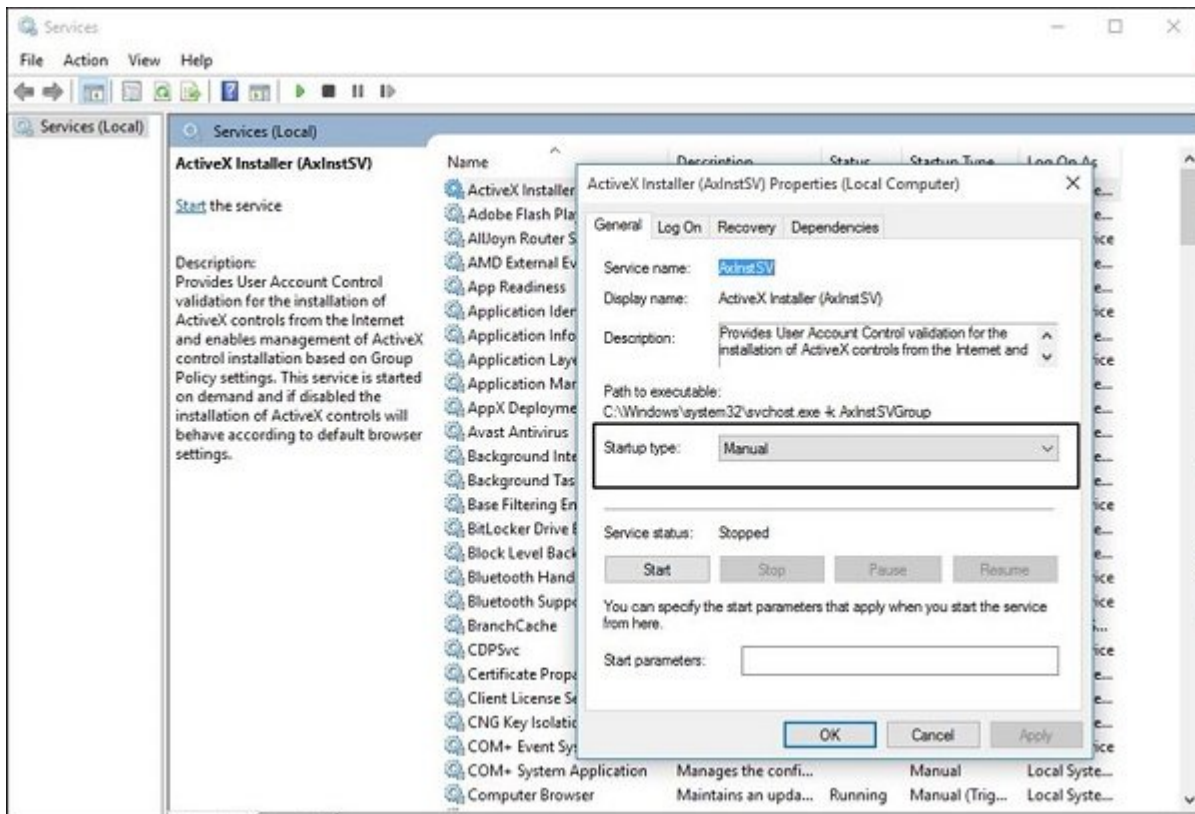 Services
File Action View Help
Services (Local)
Services (Local)
ActiveX Installer (AxInstSV)
Start the service
Description:
Provides User Account Control
validation for the installation of
ActiveX controls from the Internet
and enables management of ActiveX
control installation based on Group
Policy settings. This service is started
on demand and if disabled the
installation of ActiveX controls will
behave according to default browser
settings.
Name Description Status Startup Type Log On As
ActiveX Installer
Adobe Flash Pla
AllJoyn Router S
AMD External Ev
App Readiness
Application Iden
Application Info
Application Laye
Application Man
AppX Deployme
Avast Antivirus
Background Inte
Background Tas
Base Filtering En
BitLocker Drive E
Block Level Back
Bluetooth Hand
Bluetooth Suppo
BranchCache
CDPSvc
Certificate Propa
Client License Se
CNG Key Isolatio
COM+ Event Sys
COM+ System Application Manages the confi... Manual Local Syste...
Computer Browser Maintains an upda... Running Manual (Trig... Local Syste...
ActiveX Installer (AxInstSV) Properties (Local Computer)
General Log On Recovery Dependencies
Service name: AxInstSV
Display name: ActiveX Installer (AxInstSV)
Description: Provides User Account Control validation for the
installation of ActiveX controls from the Internet and
Path to executable:
C:\Windows\system32\svchost.exe -k AxInstSVGroup
Startup type: Manual
Service status: Stopped
Start Stop Pause Resume
You can specify the start parameters that apply when you start the service
from here.
Start parameters:
OK Cancel Apply